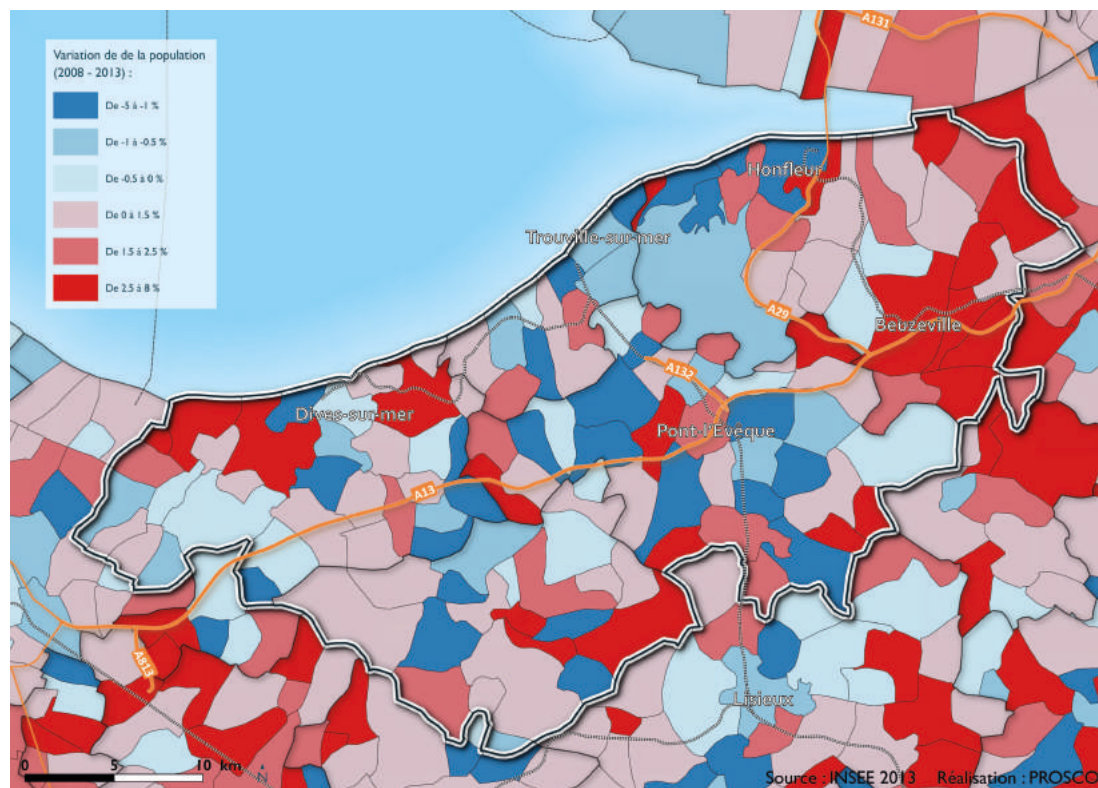 A131
Variation de de la population
(2008 - 2013) :
De -5 à -1 %
De -1 à -0.5 %
De -0.5 à 0 %
De 0 à 1.5 %
De 1.5 à 2.5 %
De 2.5 à 8 %
Honfleur
Trouville-sur-mer
A29
Beuzeville
A132
Dives-sur-mer
Pont-l'Évêque
A13
A813
Lisieux
0 5 10 km
N
Source : INSEE 2013 Réalisation : PROSCO